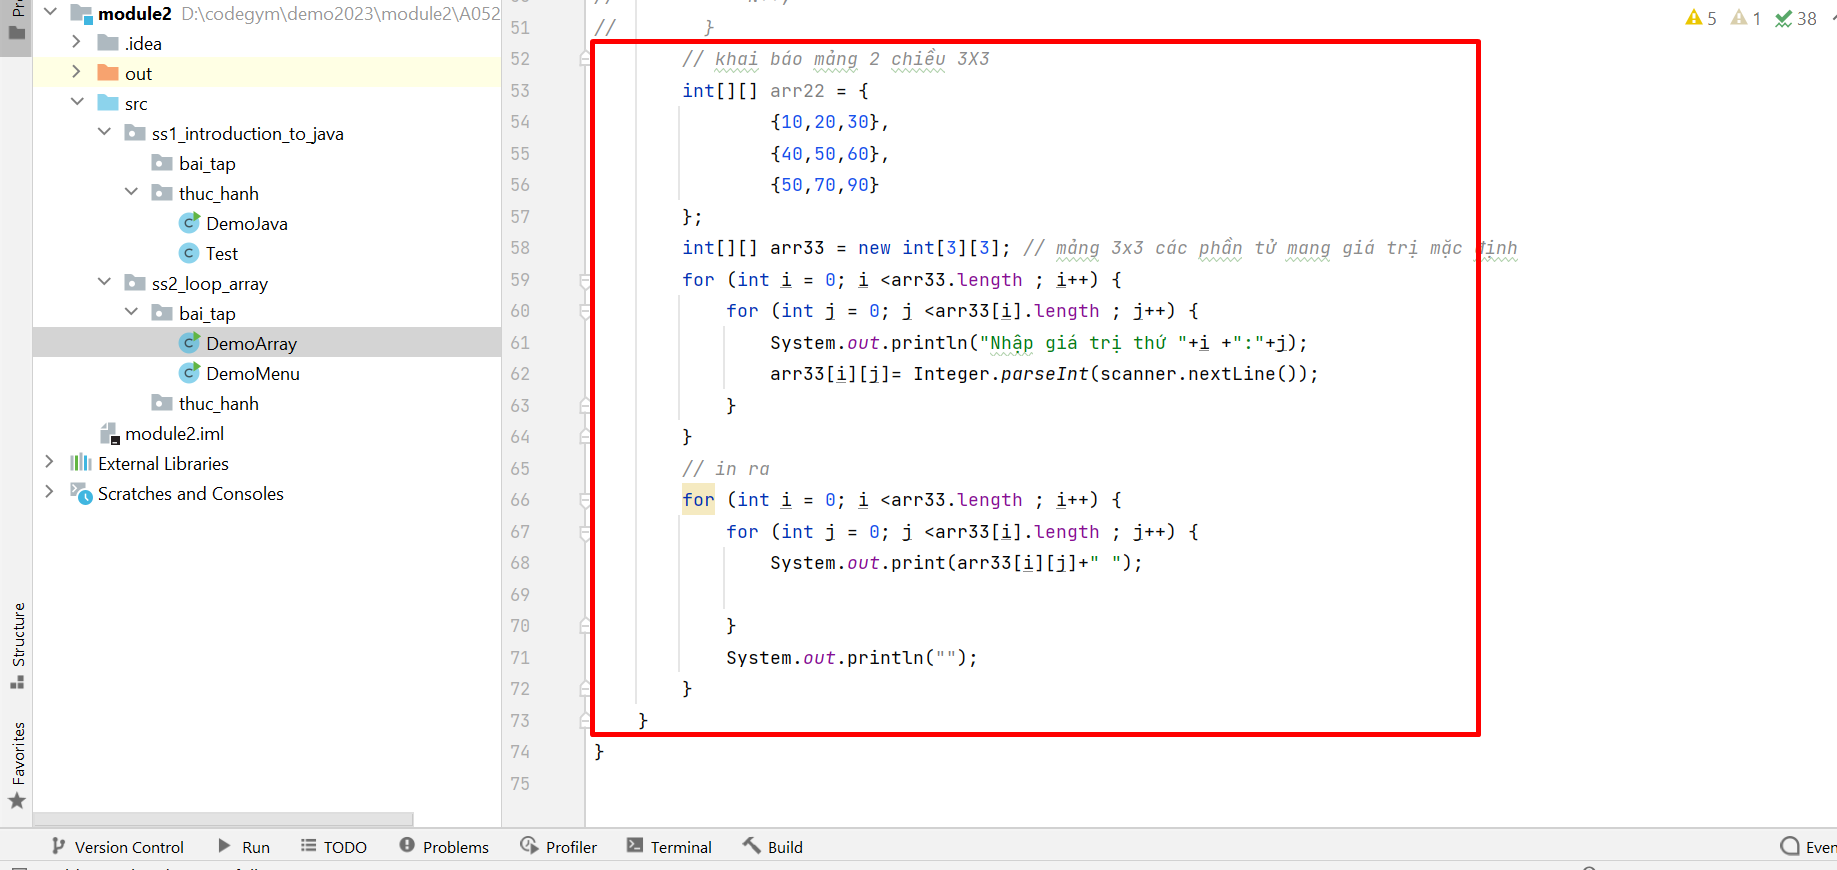 module2 D:\codegym\demo2023\module2\A052
.idea
out
src
ss1_introduction_to_java
bai_tap
thuc_hanh
DemoJava
Test
ss2_loop_array
bai_tap
DemoArray
DemoMenu
thuc_hanh
module2.iml
External Libraries
Scratches and Consoles
Structure
Favorites
5 1 38
51 // }
52 // khai báo mảng 2 chiều 3X3
53 int[][] arr22 = {
54 {10,20,30},
55 {40,50,60},
56 {50,70,90}
57 };
58 int[][] arr33 = new int[3][3]; // mảng 3x3 các phần tử mang giá trị mặc định
59 for (int i = 0; i <arr33.length ; i++) {
60 for (int j = 0; j <arr33[i].length ; j++) {
61 System.out.println("Nhập giá trị thứ "+i +":"+j);
62 arr33[i][j]= Integer.parseInt(scanner.nextLine());
63 }
64 }
65 // in ra
66 for (int i = 0; i <arr33.length ; i++) {
67 for (int j = 0; j <arr33[i].length ; j++) {
68 System.out.print(arr33[i][j]+" ");
69
70 }
71 System.out.println("");
72 }
73 }
74 }
75
Version Control Run TODO Problems Profiler Terminal Build Even